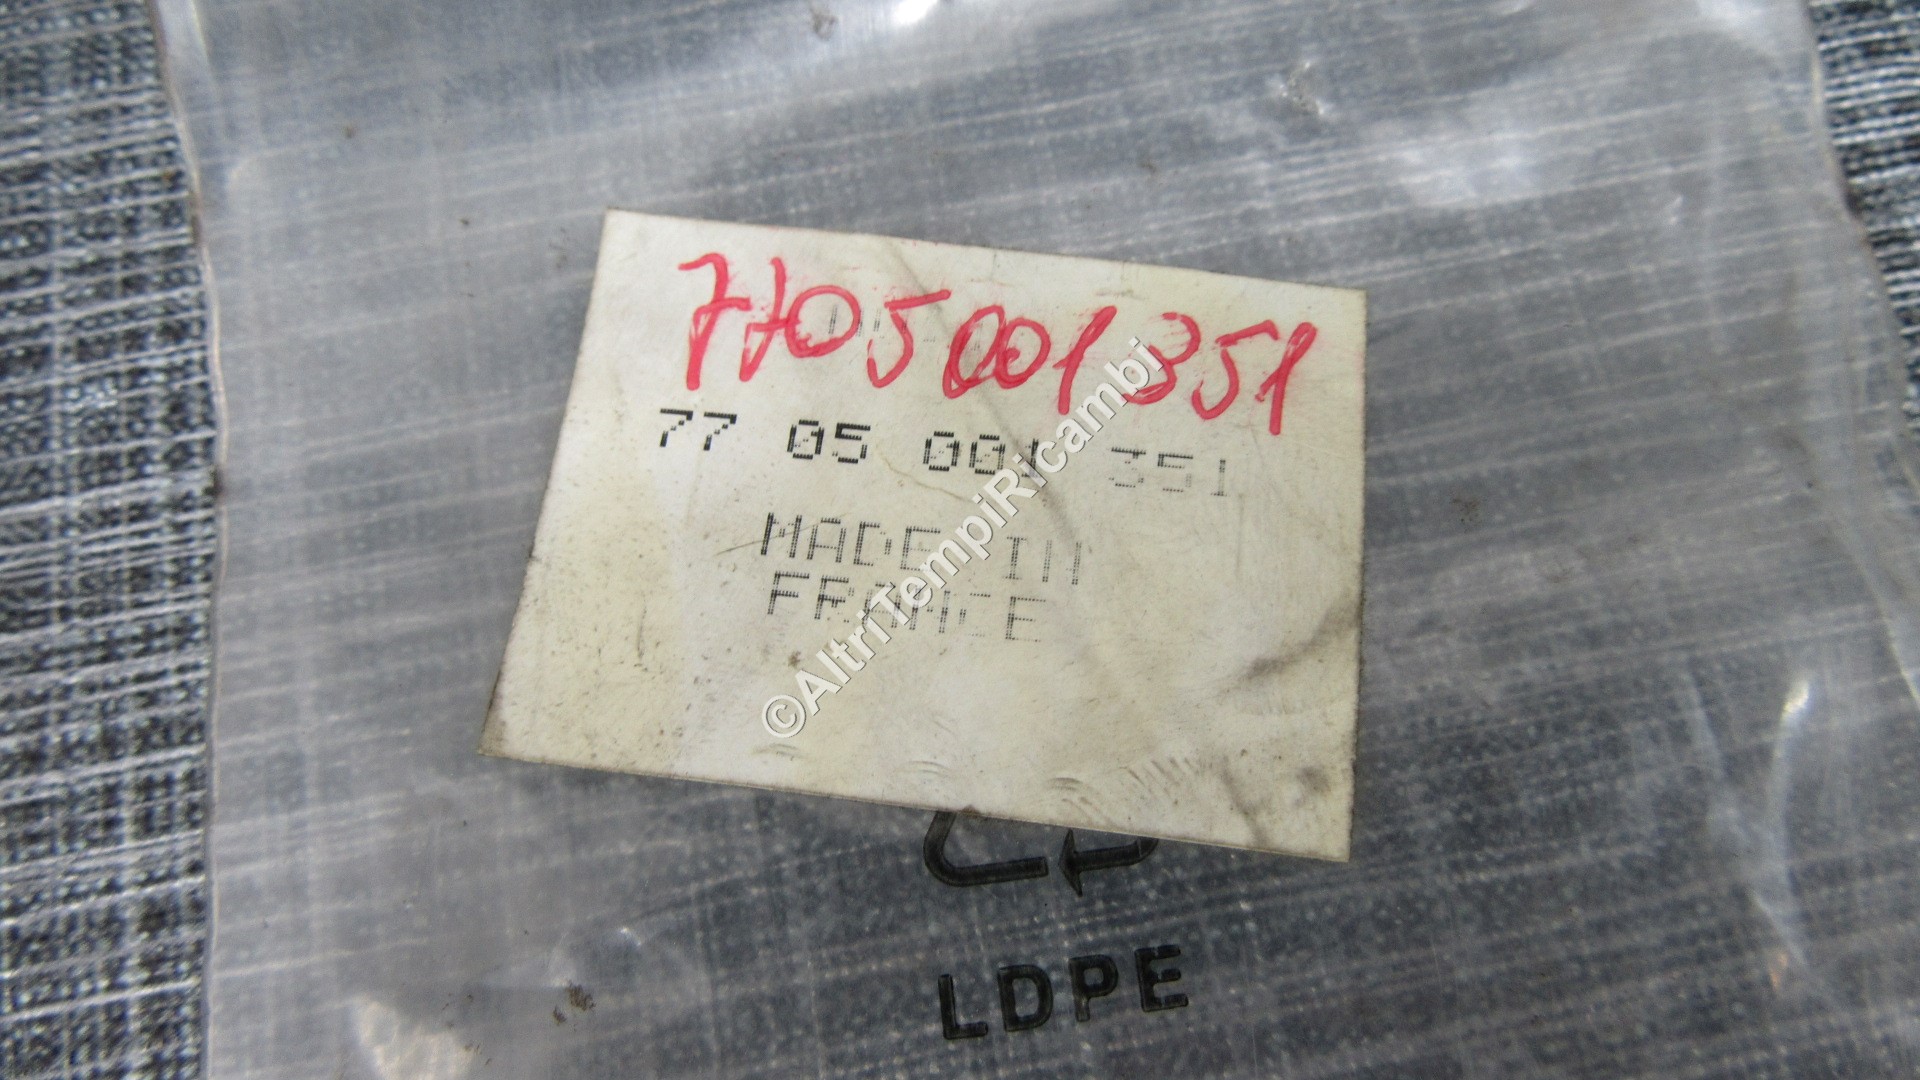 7705001351
77 05 001 351
MADE IN
FRANCE
©AltriTempiRicambi
LDPE